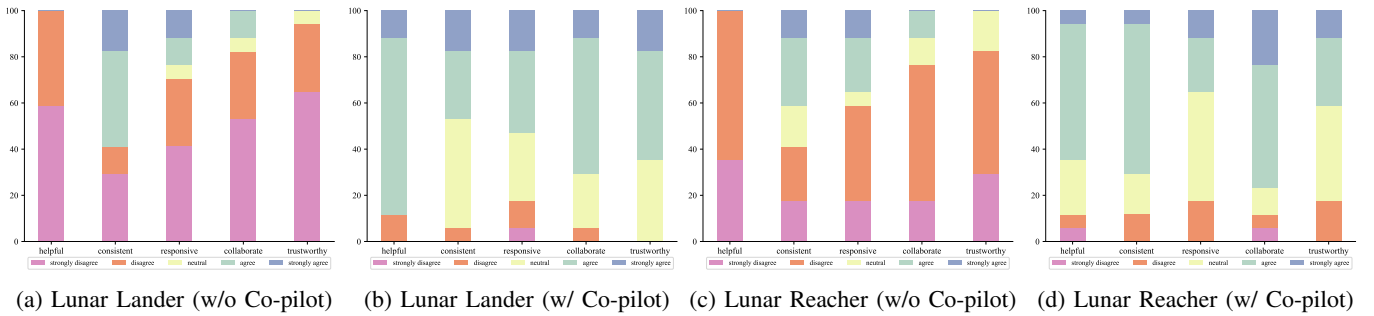 100 100 100 100
80 80 80 80
60 60 60 60
40 40 40 40
20 20 20 20
0 0 0 0
helpful consistent responsive collaborate trustworthy helpful consistent responsive collaborate trustworthy helpful consistent responsive collaborate trustworthy helpful consistent responsive collaborate trustworthy
strongly disagree disagree neutral agree strongly agree strongly disagree disagree neutral agree strongly agree strongly disagree disagree neutral agree strongly agree strongly disagree disagree neutral agree strongly agree
(a) Lunar Lander (w/o Co-pilot) (b) Lunar Lander (w/ Co-pilot) (c) Lunar Reacher (w/o Co-pilot) (d) Lunar Reacher (w/ Co-pilot)